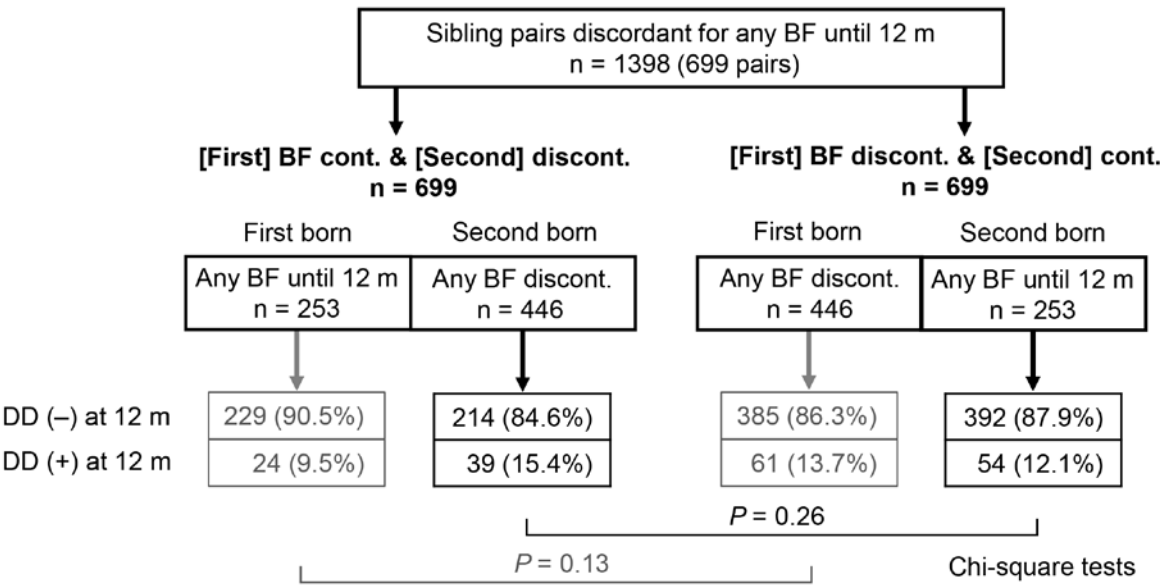 Sibling pairs discordant for any BF until 12 m
n = 1398 (699 pairs)
[First] BF cont. & [Second] discont.
n = 699
[First] BF discont. & [Second] cont.
n = 699
First born
Second born
First born
Second born
Any BF until 12 m
n = 253
Any BF discont.
n = 446
Any BF discont.
n = 446
Any BF until 12 m
n = 253
DD (–) at 12 m
229 (90.5%)
214 (84.6%)
385 (86.3%)
392 (87.9%)
DD (+) at 12 m
24 (9.5%)
39 (15.4%)
61 (13.7%)
54 (12.1%)
P = 0.26
P = 0.13
Chi-square tests